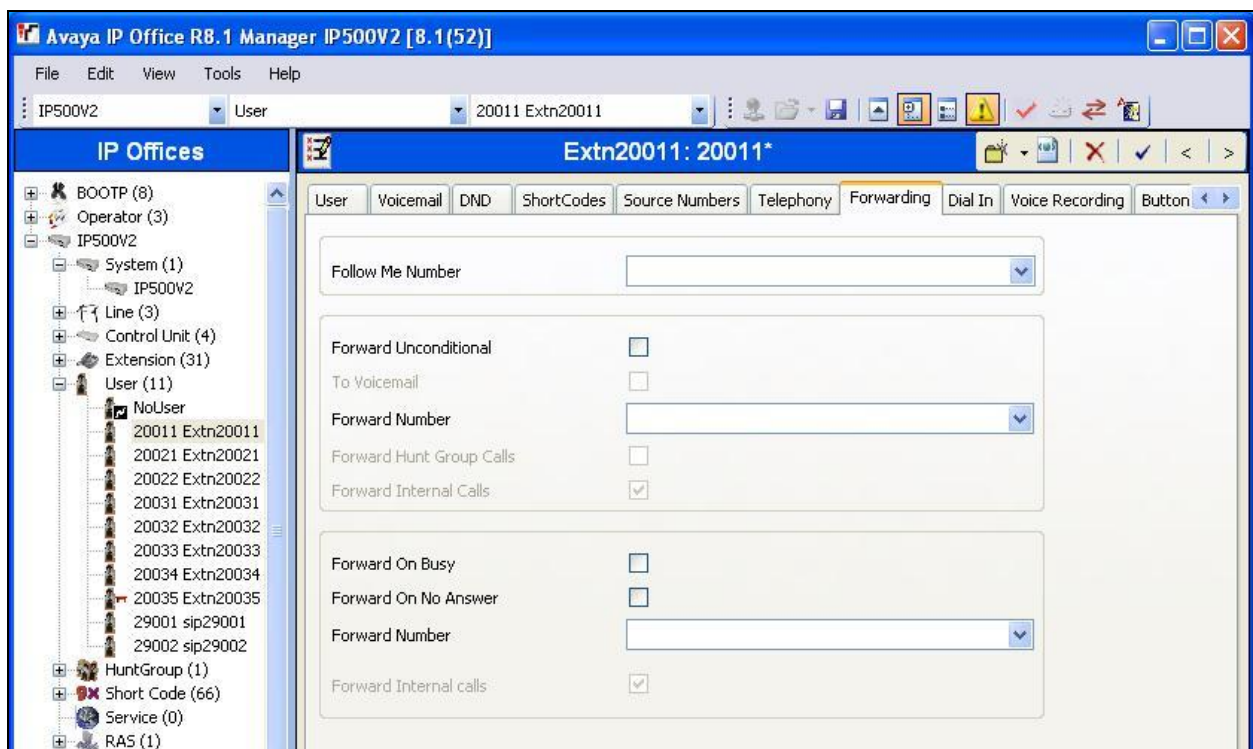 Avaya IP Office R8.1 Manager IP500V2 [8.1(52)]
File Edit View Tools Help
IP500V2 User 20011 Extn20011
IP Offices
BOOTP (8)
Operator (3)
IP500V2
System (1)
IP500V2
Line (3)
Control Unit (4)
Extension (31)
User (11)
NoUser
20011 Extn20011
20021 Extn20021
20022 Extn20022
20031 Extn20031
20032 Extn20032
20033 Extn20033
20034 Extn20034
20035 Extn20035
29001 sip29001
29002 sip29002
HuntGroup (1)
Short Code (66)
Service (0)
RAS (1)
Extn20011: 20011*
User Voicemail DND ShortCodes Source Numbers Telephony Forwarding Dial In Voice Recording Button
Follow Me Number
Forward Unconditional
To Voicemail
Forward Number
Forward Hunt Group Calls
Forward Internal Calls
Forward On Busy
Forward On No Answer
Forward Number
Forward Internal calls